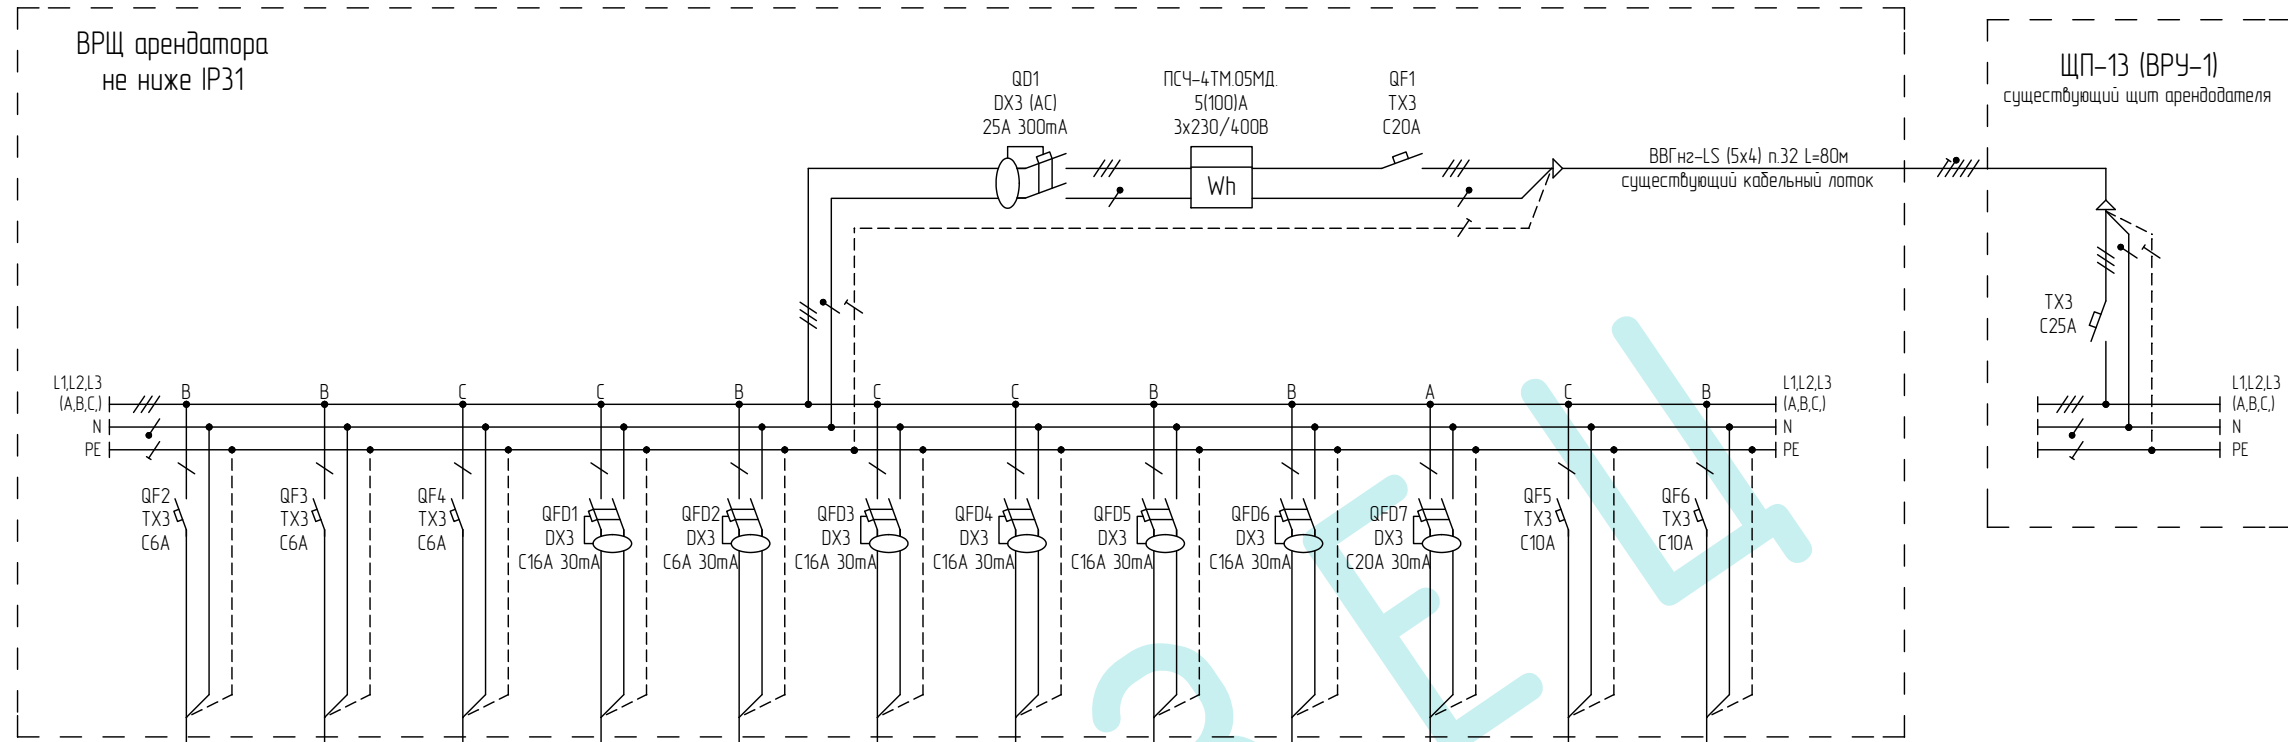 ВРЩ арендатора
не ниже IP31
QD1
DX3 (AC)
25A 300mA
ПСЧ-4ТМ.05МД.
5(100)А
3х230/400В
QF1
TX3
C20A
ВВГнг-LS (5х4) п.32 L=80м
существующий кабельный лоток
ЩП-13 (ВРУ-1)
существующий щит арендодателя
TX3
C25A
L1,L2,L3
(A,B,C,)
N
PE
Wh
L1,L2,L3
(A,B,C,)
N
PE
B
B
C
C
B
C
C
B
B
A
C
B
L1,L2,L3
(A,B,C,)
N
PE
QF2
TX3
C6A
QF3
TX3
C6A
QF4
TX3
C6A
QFD1
DX3
C16A 30mA
QFD2
DX3
C6A 30mA
QFD3
DX3
C16A 30mA
QFD4
DX3
C16A 30mA
QFD5
DX3
C16A 30mA
QFD6
DX3
C16A 30mA
QFD7
DX3
C20A 30mA
QF5
TX3
C10A
QF6
TX3
C10A
ЗЕЦ